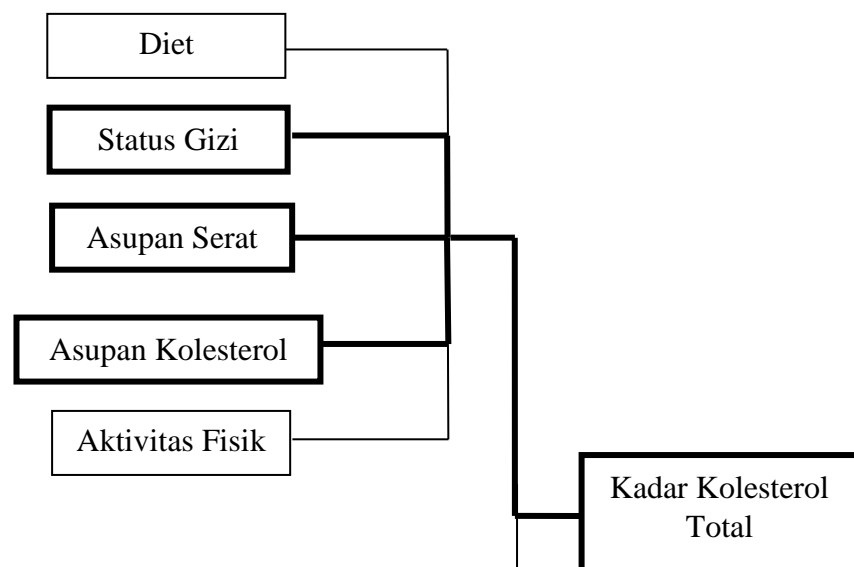 Diet
Status Gizi
Asupan Serat
Asupan Kolesterol
Aktivitas Fisik
Kadar Kolesterol
Total